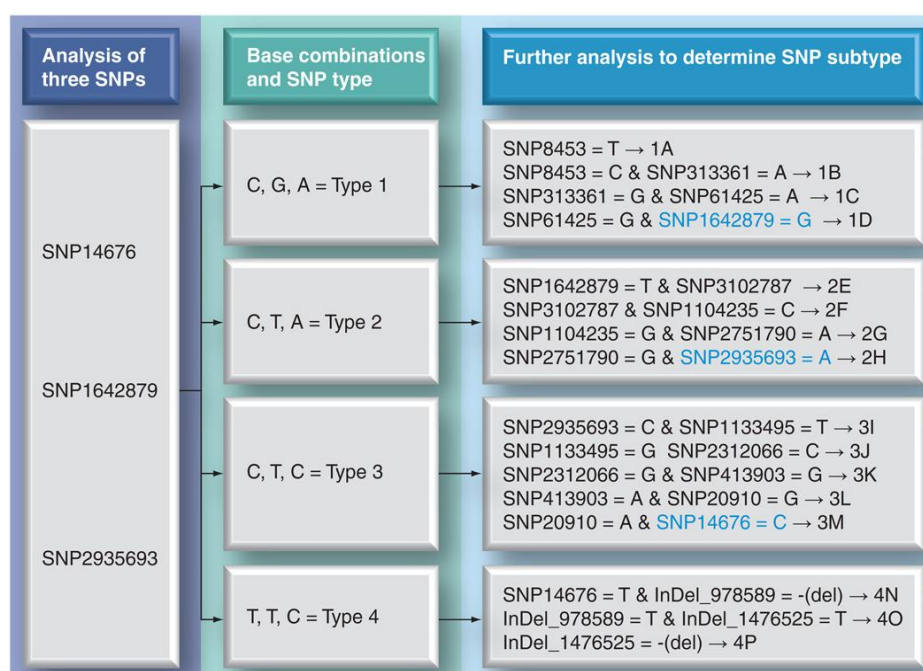 Analysis of
three SNPs
Base combinations
and SNP type
Further analysis to determine SNP subtype
SNP14676
SNP1642879
SNP2935693
C, G, A = Type 1
C, T, A = Type 2
C, T, C = Type 3
T, T, C = Type 4
SNP8453 = T → 1A
SNP8453 = C & SNP313361 = A → 1B
SNP313361 = G & SNP61425 = A → 1C
SNP61425 = G & SNP1642879 = G → 1D
SNP1642879 = T & SNP3102787 → 2E
SNP3102787 & SNP1104235 = C → 2F
SNP1104235 = G & SNP2751790 = A → 2G
SNP2751790 = G & SNP2935693 = A → 2H
SNP2935693 = C & SNP1133495 = T → 3I
SNP1133495 = G SNP2312066 = C → 3J
SNP2312066 = G & SNP413903 = G → 3K
SNP413903 = A & SNP20910 = G → 3L
SNP20910 = A & SNP14676 = C → 3M
SNP14676 = T & InDel_978589 = -(del) → 4N
InDel_978589 = T & InDel_1476525 = T → 4O
InDel_1476525 = -(del) → 4P